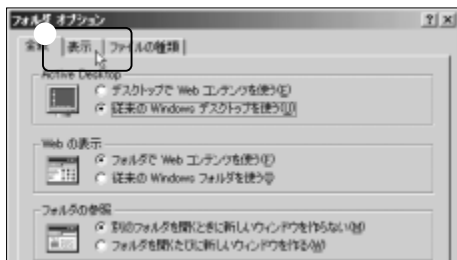 フォルダ オプション
全般 表示 ファイルの種類
Active Desktop
デスクトップで Web コンテンツを使う(E)
従来の Windows デスクトップを使う(U)
Web の表示
フォルダで Web コンテンツを使う(F)
従来の Windows フォルダを使う(I)
フォルダの参照
別のフォルダを開くときに新しいウィンドウを作らない(M)
フォルダを開くたびに新しいウィンドウを作る(W)